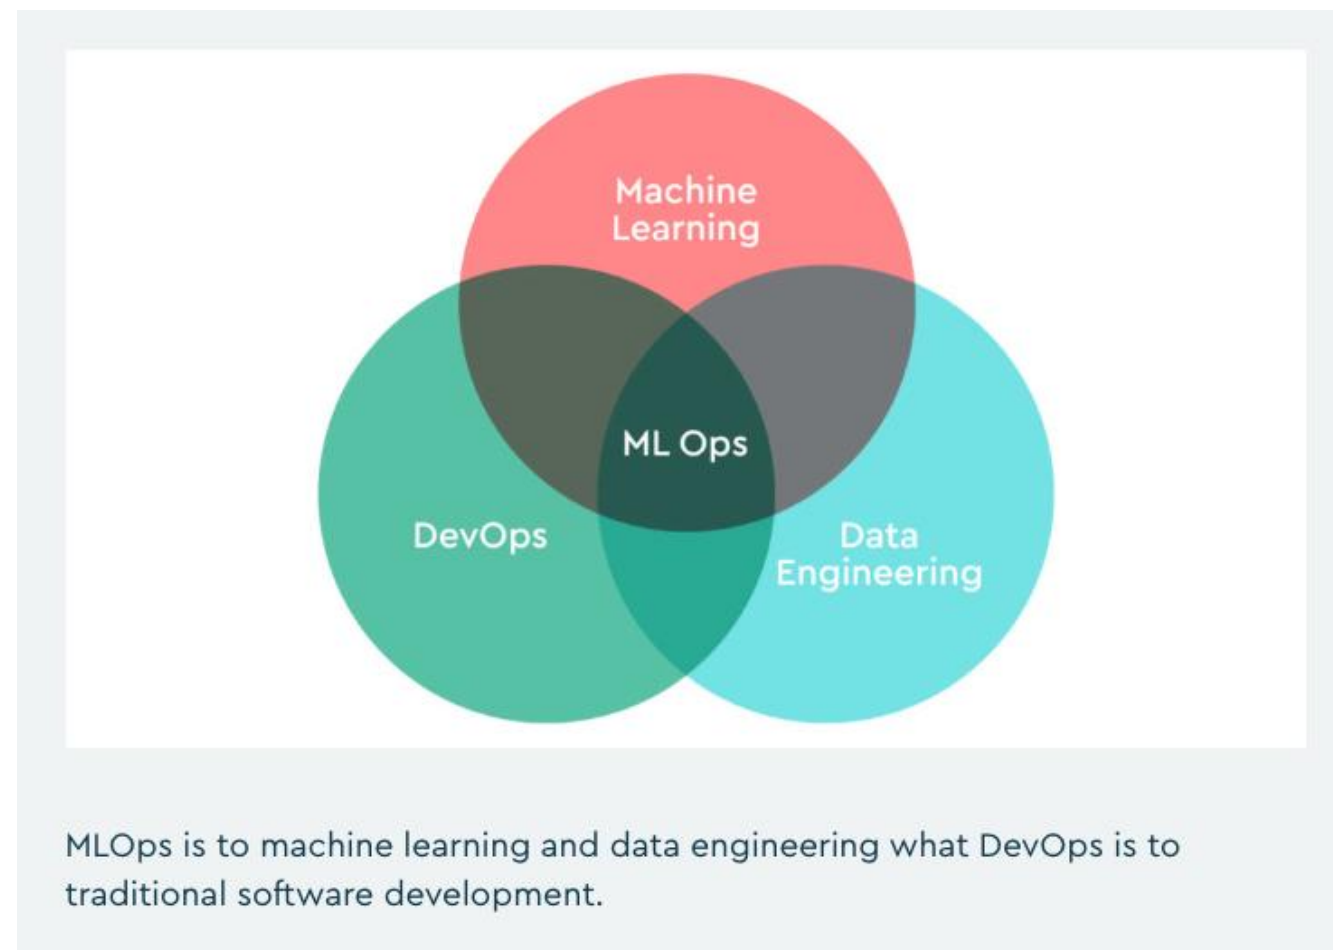 Machine
Learning
ML Ops
DevOps
Data
Engineering
MLOps is to machine learning and data engineering what DevOps is to
traditional software development.